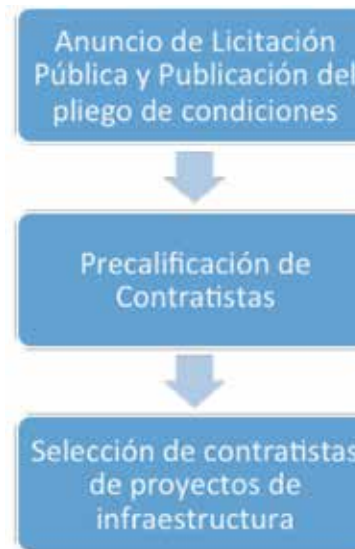 Anuncio de Licitación
Pública y Publicación del
pliego de condiciones
Precalificación de
Contratistas
Selección de contratistas
de proyectos de
infraestructura